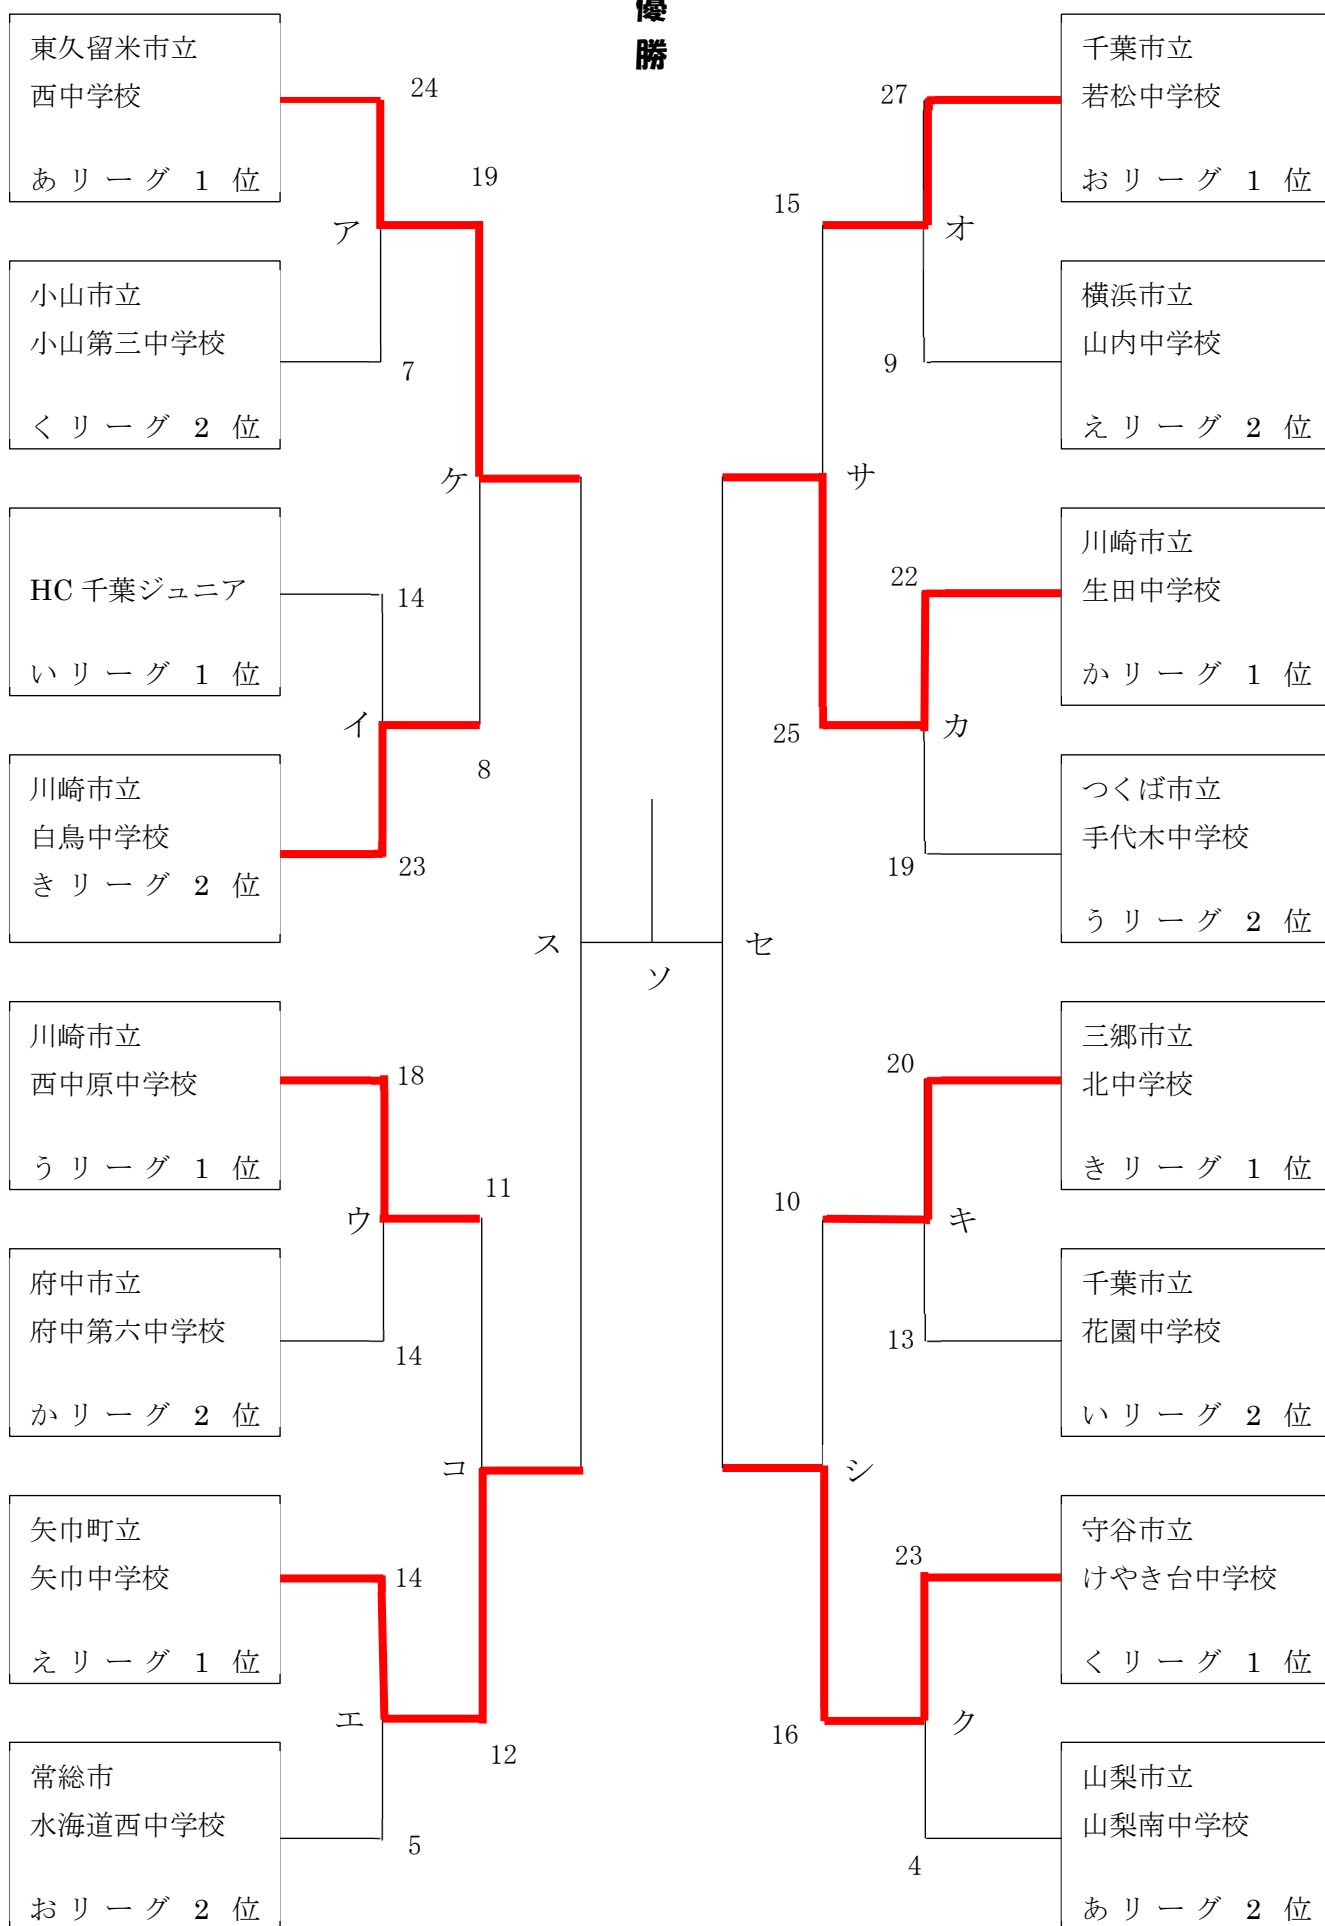 優
勝
東久留米市立
西中学校
あリーグ 1 位
小山市立
小山第三中学校
くリーグ 2 位
HC 千葉ジュニア
いリーグ 1 位
川崎市立
白鳥中学校
きリーグ 2 位
川崎市立
西中原中学校
うリーグ 1 位
府中市立
府中第六中学校
かリーグ 2 位
矢巾町立
矢巾中学校
えリーグ 1 位
常総市
水海道西中学校
おリーグ 2 位
24
19
ア
7
ケ
14
イ
8
23
ス
18
11
ウ
14
コ
14
エ
12
5
ソ
27
15
オ
9
サ
22
25
カ
19
セ
20
10
キ
13
シ
23
16
ク
4
千葉市立
若松中学校
おリーグ 1 位
横浜市立
山内中学校
えリーグ 2 位
川崎市立
生田中学校
かリーグ 1 位
つくば市立
手代木中学校
うリーグ 2 位
三郷市立
北中学校
きリーグ 1 位
千葉市立
花園中学校
いリーグ 2 位
守谷市立
けやき台中学校
くリーグ 1 位
山梨市立
山梨南中学校
あリーグ 2 位